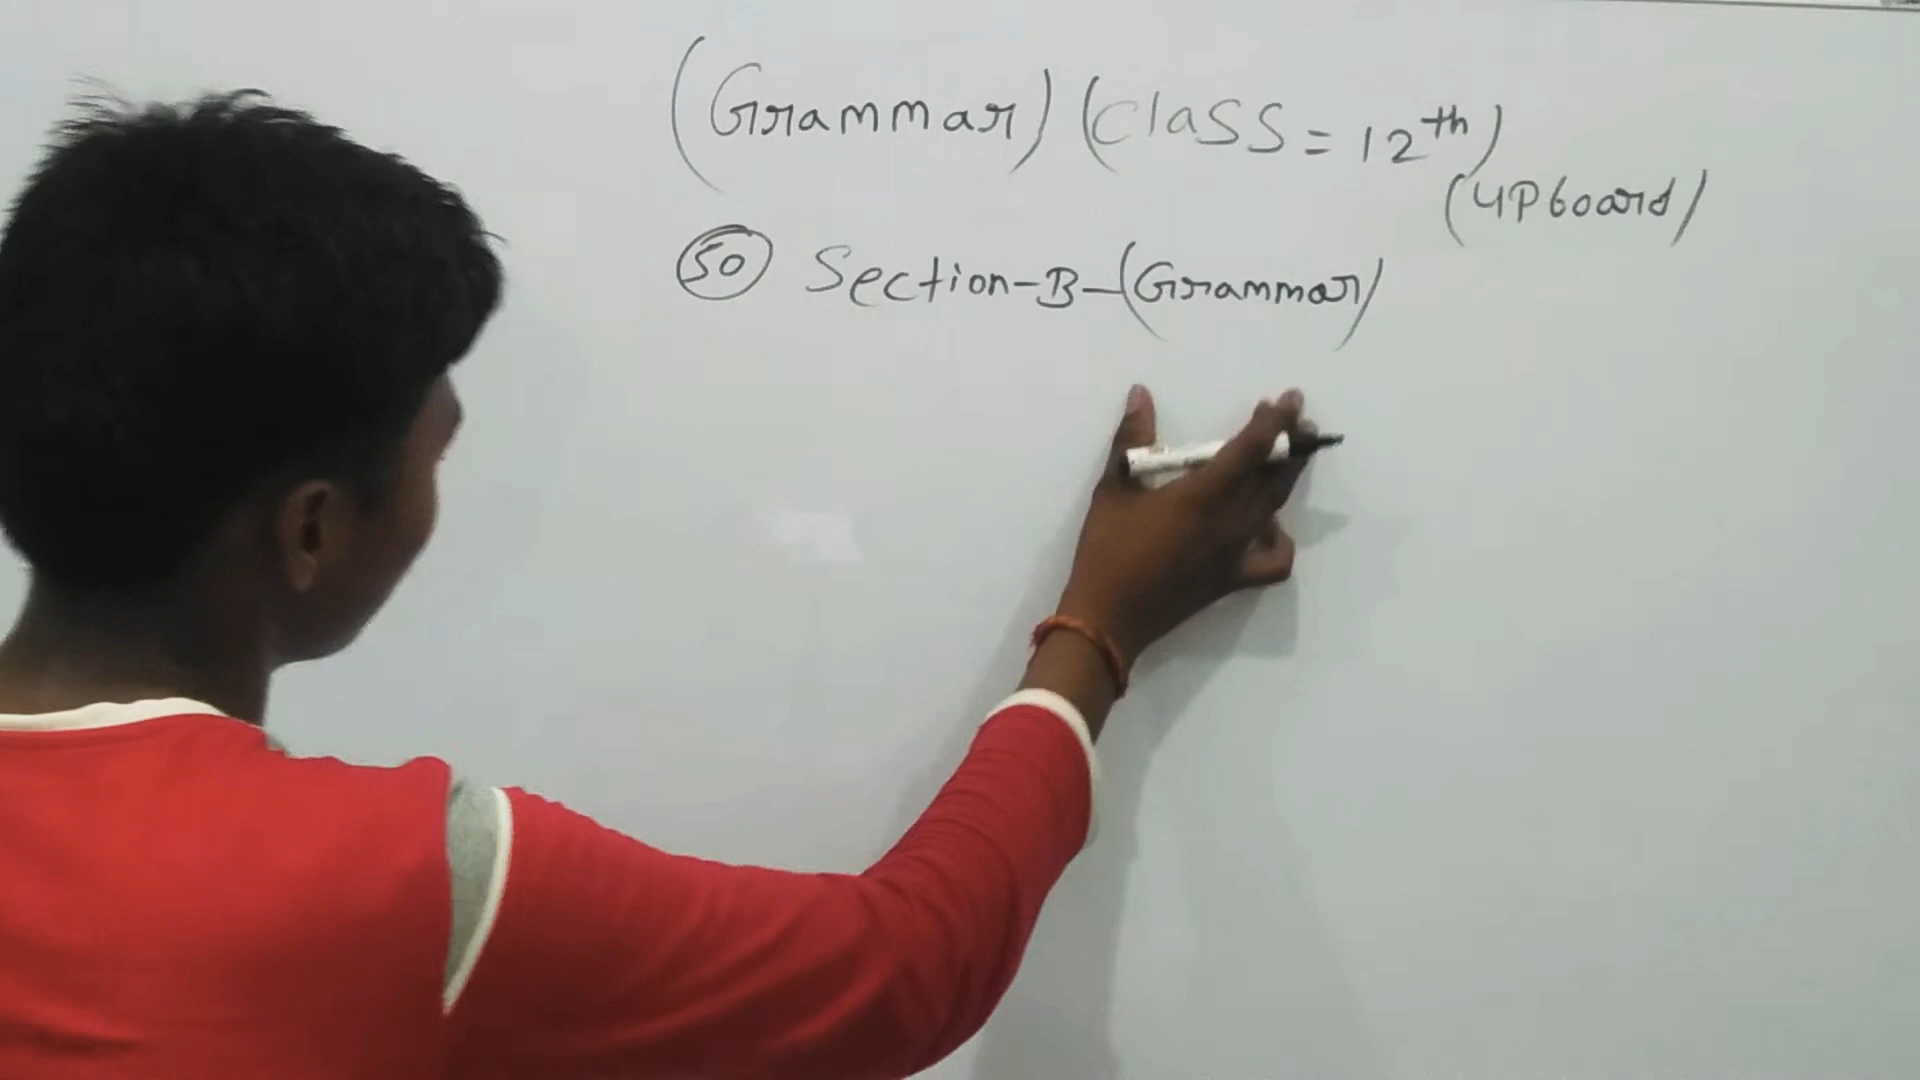 (Grammar) (ClaSS = 12th)
(UP board)
50 Section-B-(Grammar)